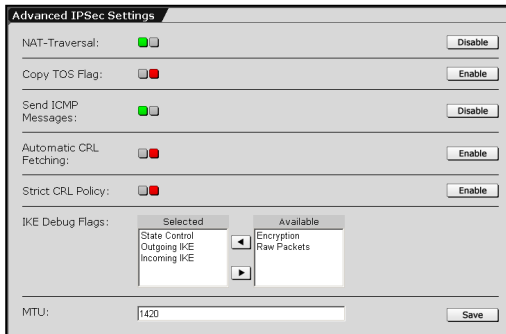 Advanced IPSec Settings
NAT-Traversal: Disable
Copy TOS Flag: Enable
Send ICMP
Messages: Disable
Automatic CRL
Fetching: Enable
Strict CRL Policy: Enable
IKE Debug Flags: Selected Available
State Control Encryption
Outgoing IKE Raw Packets
Incoming IKE
MTU: 1420 Save